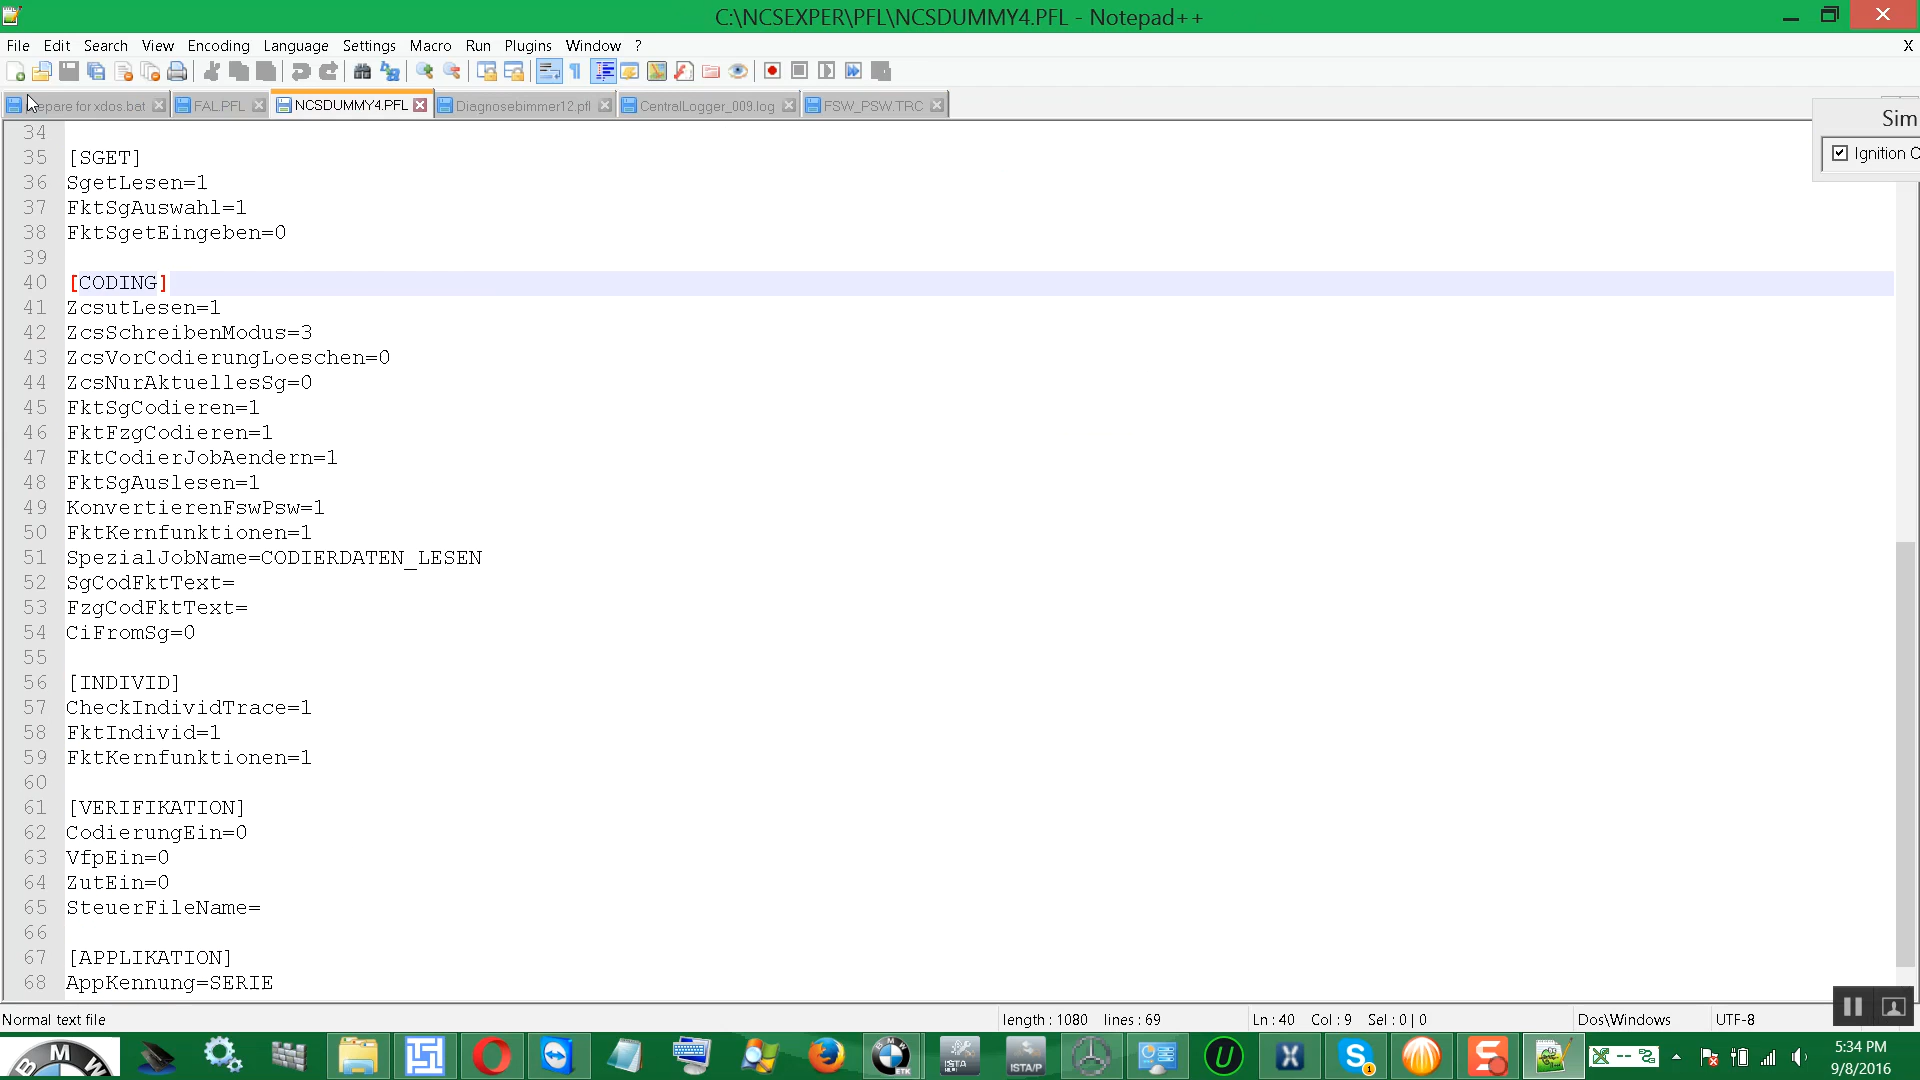 C:\NCSEXPER\PFL\NCSDUMMY4.PFL - Notepad++
File Edit Search View Encoding Language Settings Macro Run Plugins Window ? X
repare for xdos.bat FAL.PFL NCSDUMMY4.PFL Diagnosebimmer12.pfl CentralLogger_009.log FSW_PSW.TRC
Sim
Ignition
34
35 [SGET]
36 SgetLesen=1
37 FktSgAuswahl=1
38 FktSgetEingeben=0
39
40 [CODING]
41 ZcsutLesen=1
42 ZcsSchreibenModus=3
43 ZcsVorCodierungLoeschen=0
44 ZcsNurAktuellesSg=0
45 FktSgCodieren=1
46 FktFzgCodieren=1
47 FktCodierJobAendern=1
48 FktSgAuslesen=1
49 KonvertierenFswPsw=1
50 FktKernfunktionen=1
51 SpezialJobName=CODIERDATEN_LESEN
52 SgCodFktText=
53 FzgCodFktText=
54 CiFromSg=0
55
56 [INDIVID]
57 CheckIndividTrace=1
58 FktIndivid=1
59 FktKernfunktionen=1
60
61 [VERIFIKATION]
62 CodierungEin=0
63 VfpEin=0
64 ZutEin=0
65 SteuerFileName=
66
67 [APPLIKATION]
68 AppKennung=SERIE
Normal text file length : 1080 lines : 69 Ln : 40 Col : 9 Sel : 0 | 0 Dos\Windows UTF-8
BMW ETK ISTA ISTA/P 1 5:34 PM
9/8/2016